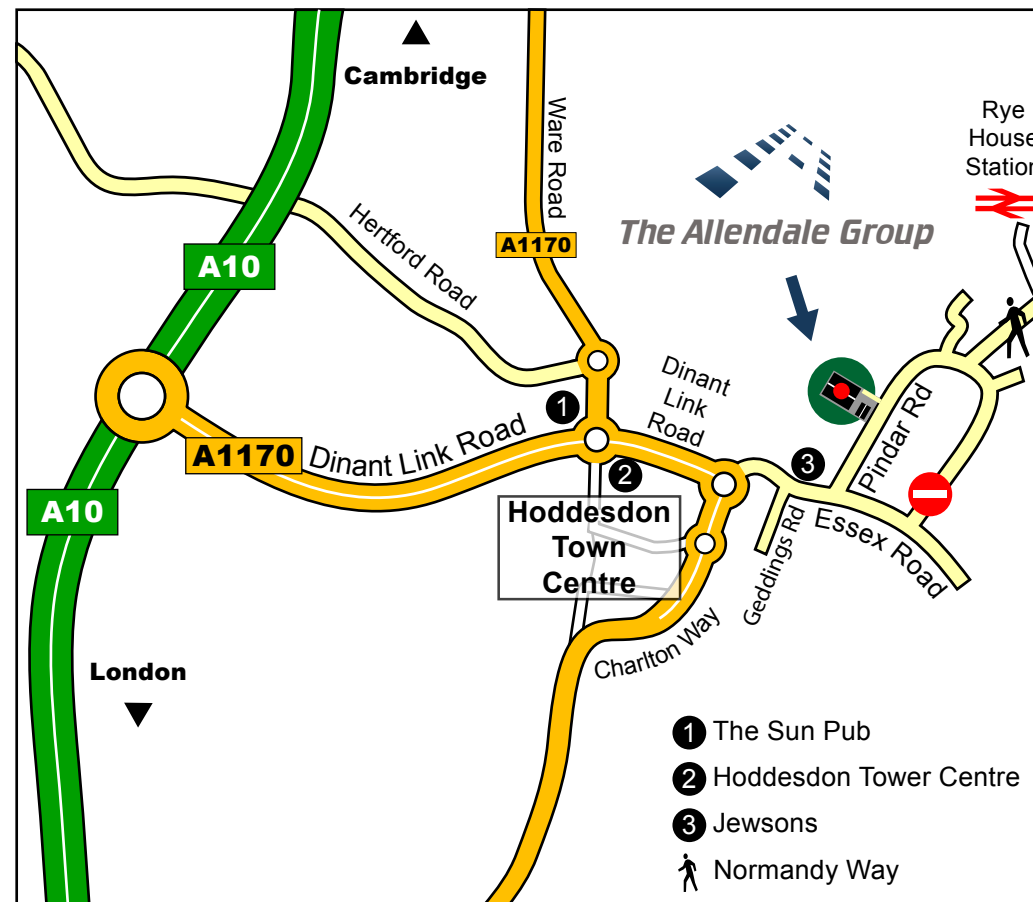 Cambridge
Ware Road
Rye
House
Station
The Allendale Group
Hertford Road
A1170
A10
Dinant
Link
Road
1
Pindar Rd
A1170
Dinant Link Road
3
2
A10
Hoddesdon
Town
Centre
Essex Road
Geddings Rd
Charlton Way
London
1 The Sun Pub
2 Hoddesdon Tower Centre
3 Jewsons
Normandy Way